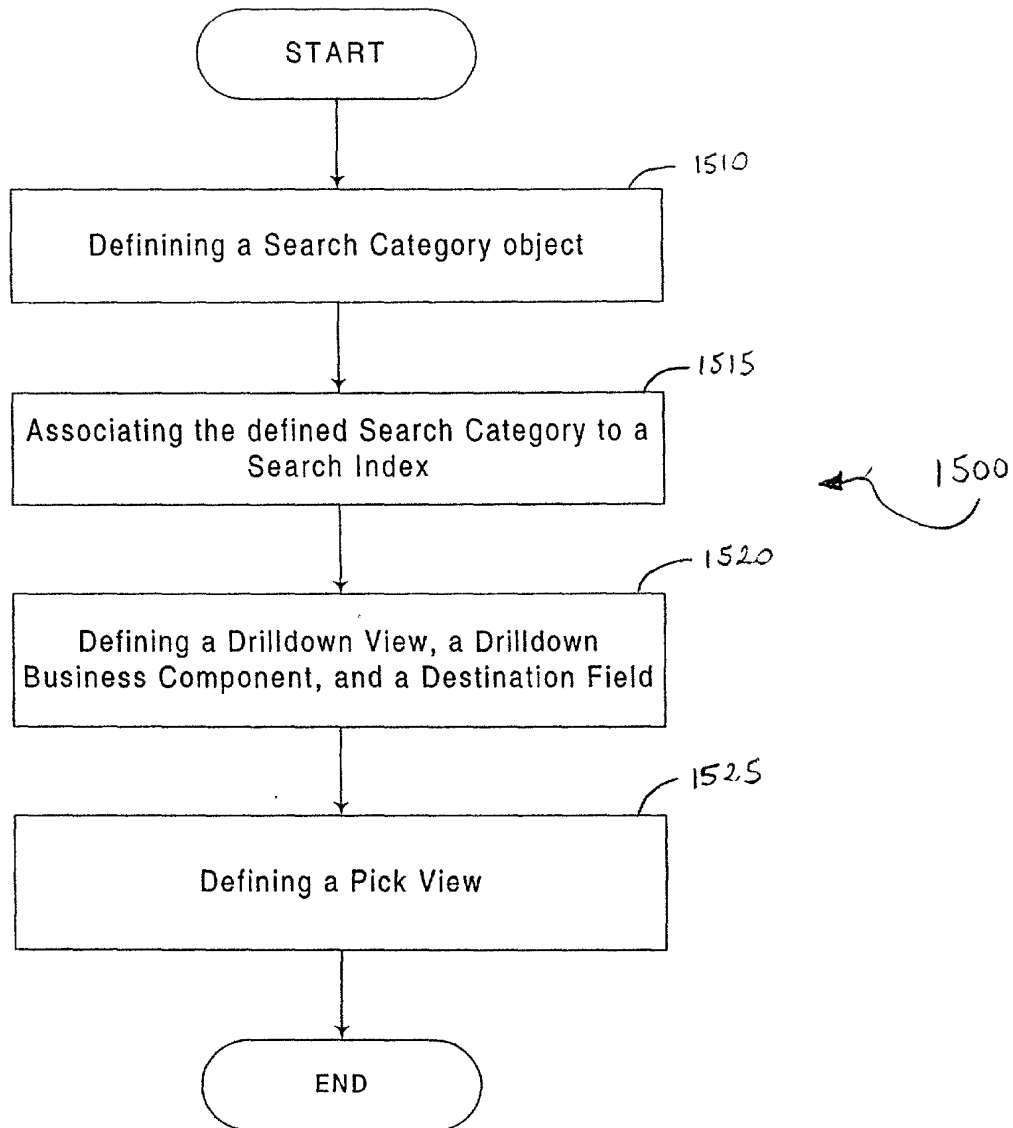 START
1510
Definining a Search Category object
1515
Associating the defined Search Category to a
Search Index
1500
1520
Defining a Drilldown View, a Drilldown
Business Component, and a Destination Field
1525
Defining a Pick View
END